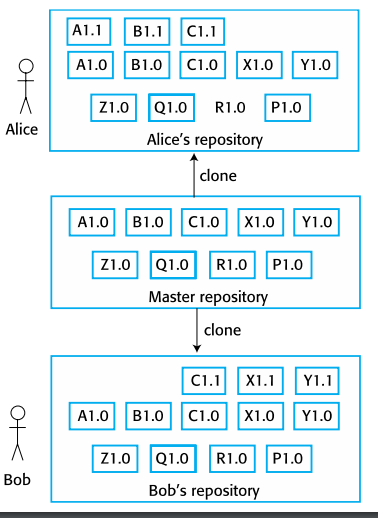 A1.1 B1.1 C1.1
A1.0 B1.0 C1.0 X1.0 Y1.0
Z1.0 Q1.0 R1.0 P1.0
Alice
Alice's repository
clone
A1.0 B1.0 C1.0 X1.0 Y1.0
Z1.0 Q1.0 R1.0 P1.0
Master repository
clone
C1.1 X1.1 Y1.1
A1.0 B1.0 C1.0 X1.0 Y1.0
Z1.0 Q1.0 R1.0 P1.0
Bob
Bob's repository